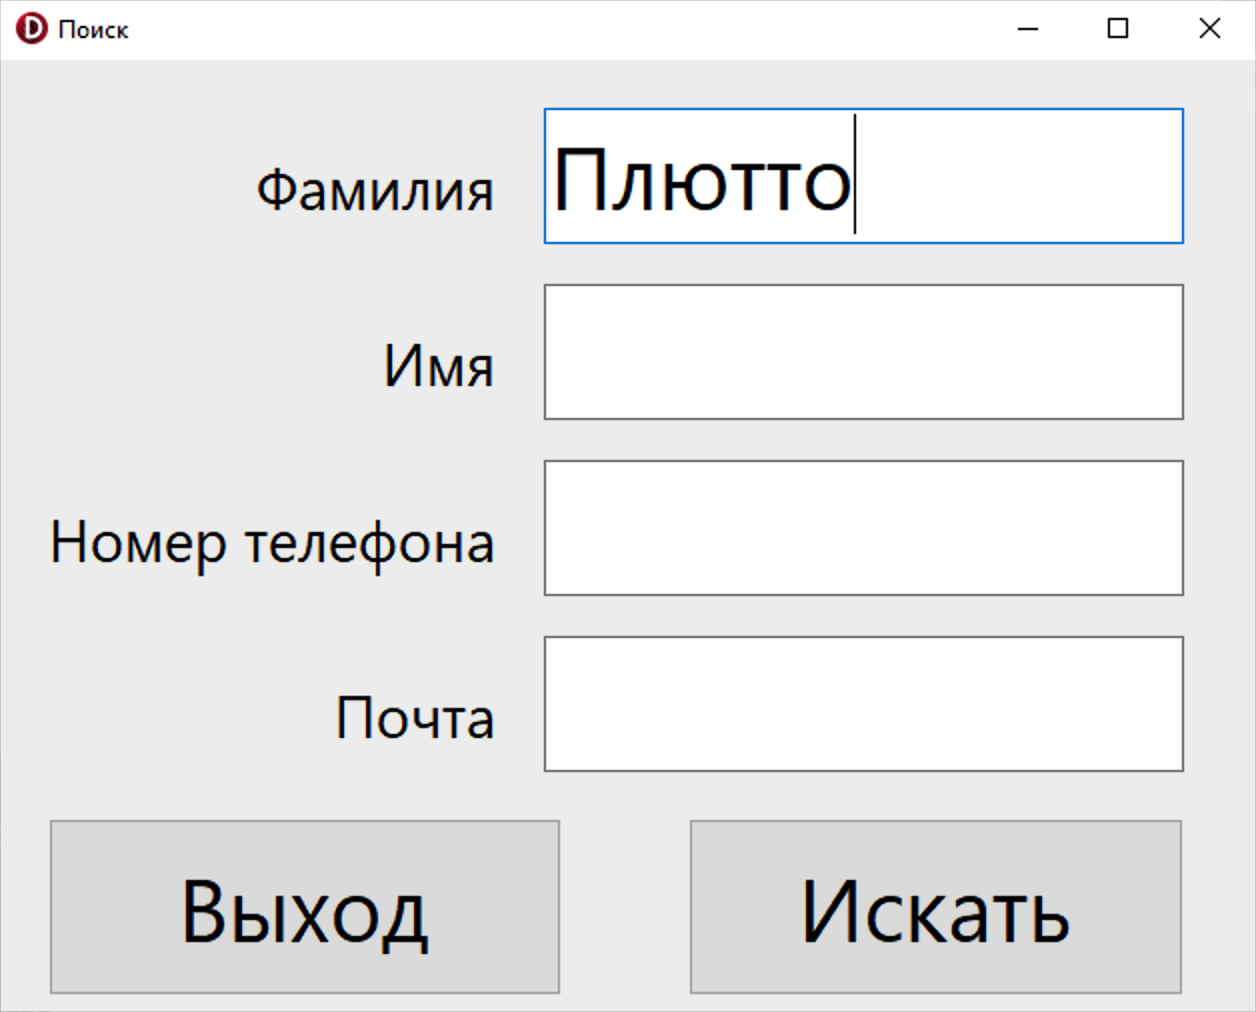 Поиск
Фамилия Плютто
Имя
Номер телефона
Почта
Выход Искать